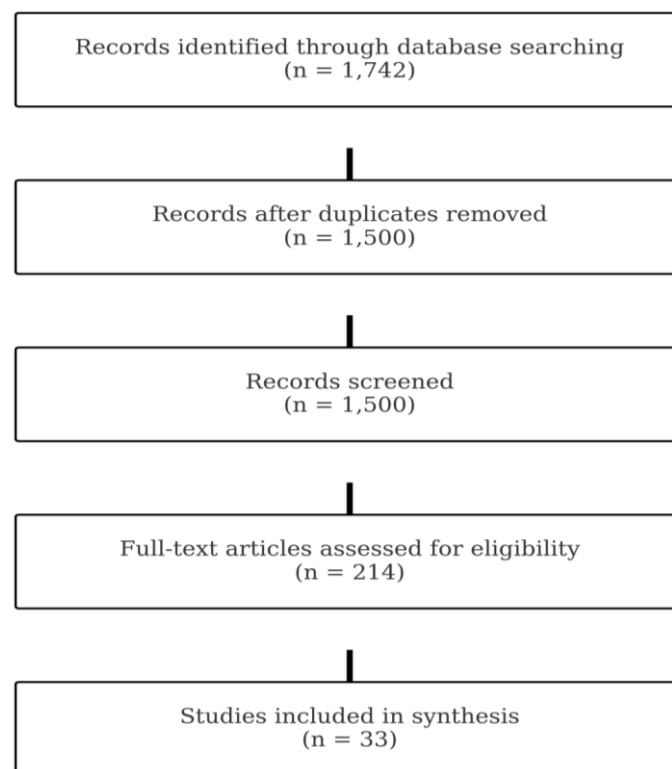 Records identified through database searching
(n = 1,742)
Records after duplicates removed
(n = 1,500)
Records screened
(n = 1,500)
Full-text articles assessed for eligibility
(n = 214)
Studies included in synthesis
(n = 33)